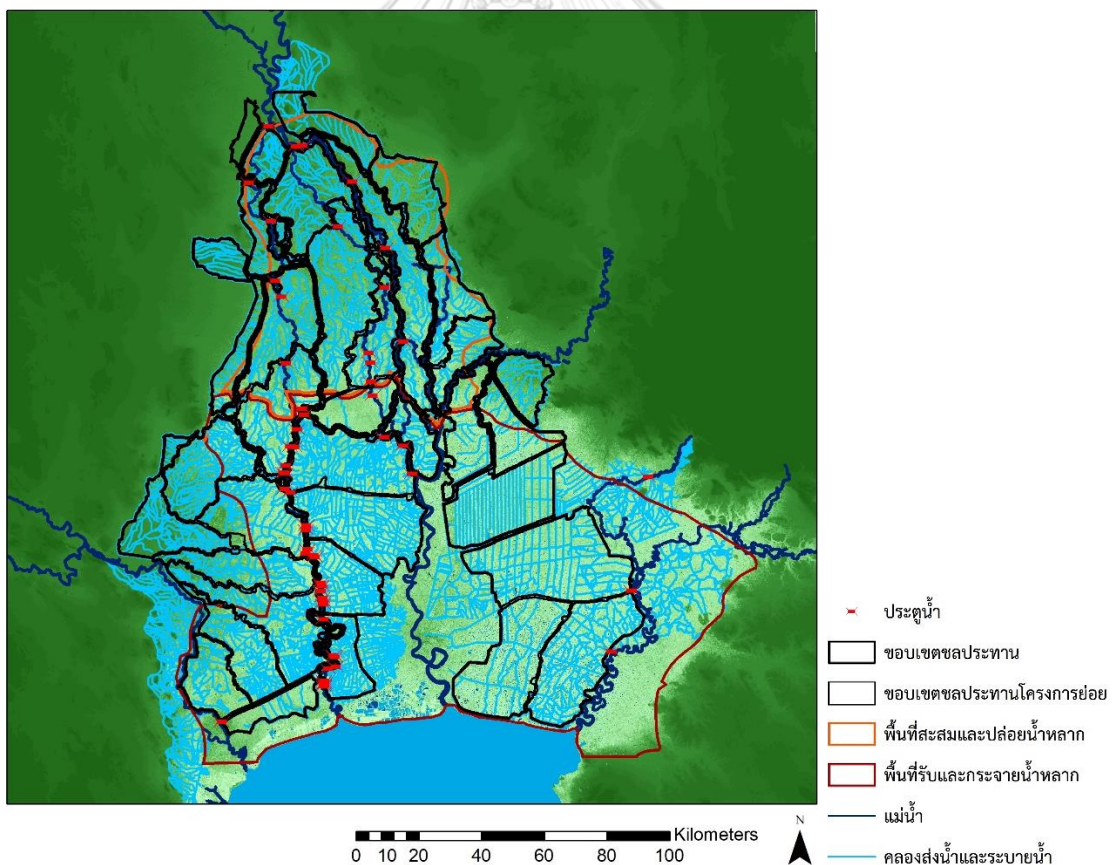 ประตูน้ำ
ขอบเขตชลประทาน
ขอบเขตชลประทานโครงการย่อย
พื้นที่สะสมและปล่อยน้ำหลาก
พื้นที่รับและกระจายน้ำหลาก
แม่น้ำ
คลองส่งน้ำและระบายน้ำ
N
Kilometers
0 10 20 40 60 80 100